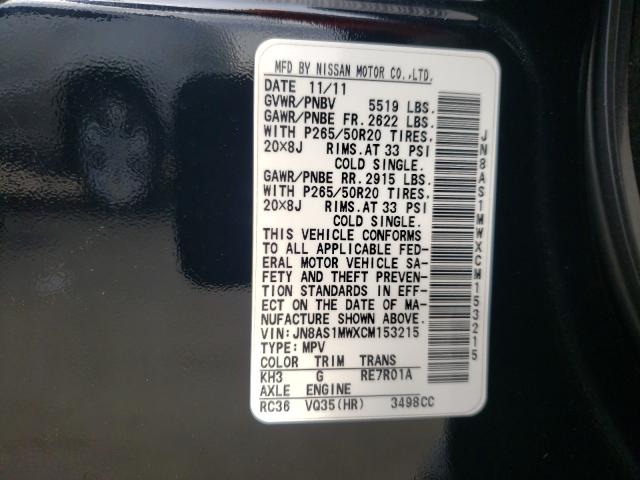 MFD BY NISSAN MOTOR CO.,LTD.
DATE 11/11
GVWR/PNBV 5519 LBS.
GAWR/PNBE FR. 2622 LBS.
WITH P265/50R20 TIRES.
20×8J RIMS.AT 33 PSI
COLD SINGLE.
GAWR/PNBE RR. 2915 LBS.
WITH P265/50R20 TIRES,
20×8J RIMS.AT 33 PSI
COLD SINGLE.
THIS VEHICLE CONFORMS
TO ALL APPLICABLE FED-
ERAL MOTOR VEHICLE SA-
FETY AND THEFT PREVEN-
TION STANDARDS IN EFF-
ECT ON THE DATE OF MA-
NUFACTURE SHOWN ABOVE.
VIN:JN8AS1MWXCM153215
TYPE: MPV
COLOR TRIM TRANS
KH3 G RE7R01A
AXLE ENGINE
RC36 VQ35(HR) 3498CC
JN8AS1MWXCM153215